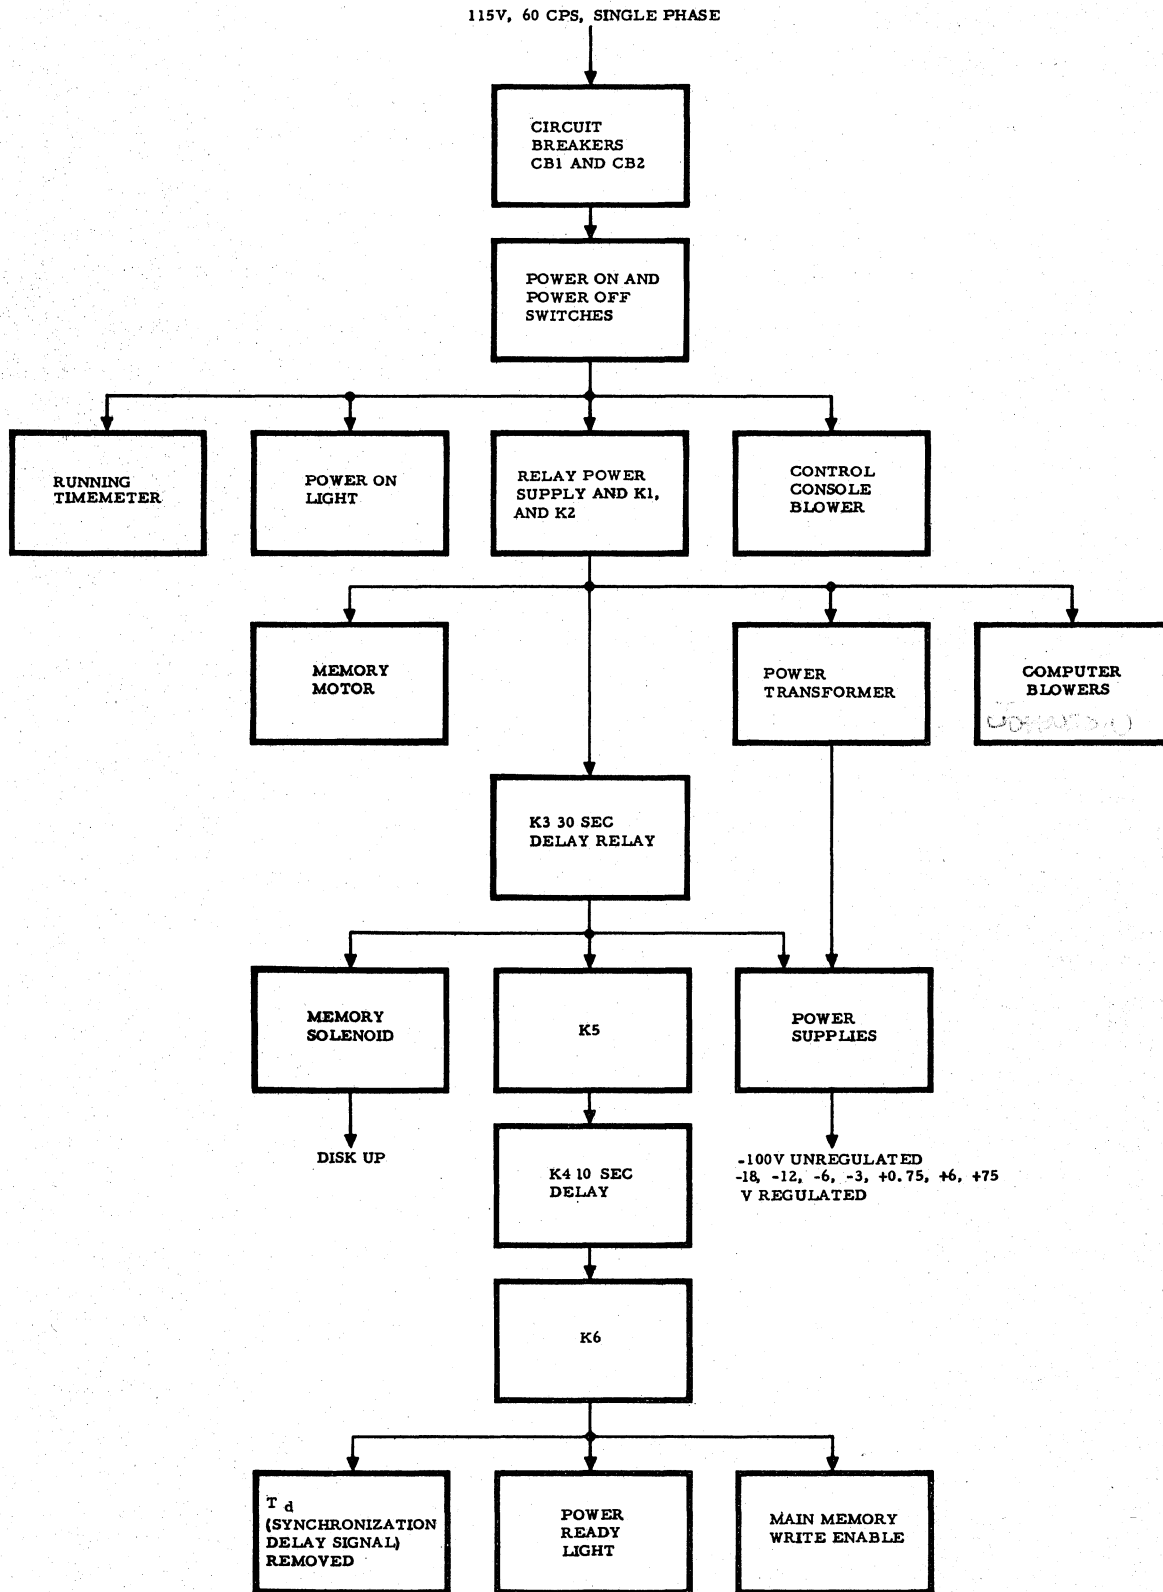 115V, 60 CPS, SINGLE PHASE
CIRCUIT
BREAKERS
CB1 AND CB2
POWER ON AND
POWER OFF
SWITCHES
RUNNING
TIMEMETER
POWER ON
LIGHT
RELAY POWER
SUPPLY AND K1,
AND K2
CONTROL
CONSOLE
BLOWER
MEMORY
MOTOR
POWER
TRANSFORMER
COMPUTER
BLOWERS
K3 30 SEC
DELAY RELAY
MEMORY
SOLENOID
K5
POWER
SUPPLIES
DISK UP
-100V UNREGULATED
-18, -12, -6, -3, +0.75, +6, +75
V REGULATED
K4 10 SEC
DELAY
K6
T d
(SYNCHRONIZATION
DELAY SIGNAL)
REMOVED
POWER
READY
LIGHT
MAIN MEMORY
WRITE ENABLE